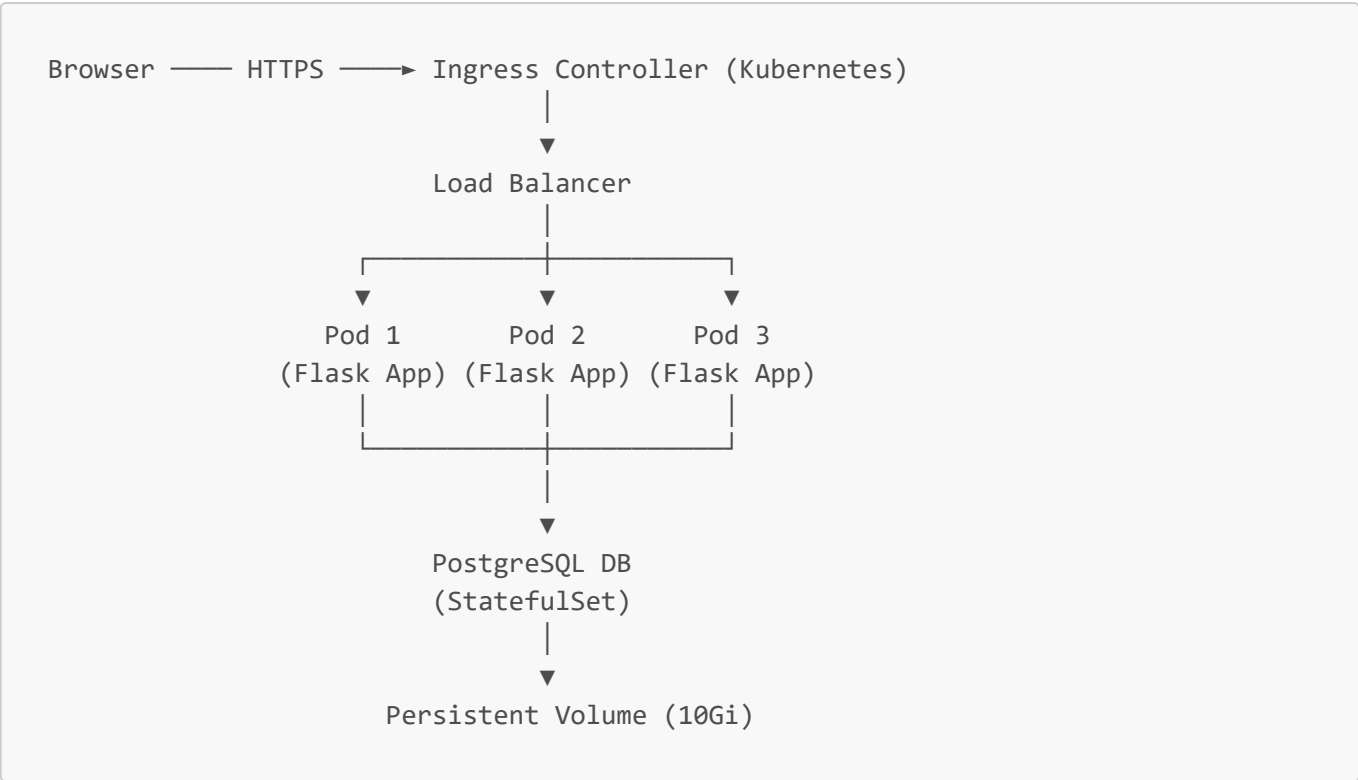 Browser ──── HTTPS ────► Ingress Controller (Kubernetes)
Load Balancer
Pod 1 Pod 2 Pod 3
(Flask App) (Flask App) (Flask App)
PostgreSQL DB
(StatefulSet)
Persistent Volume (10Gi)